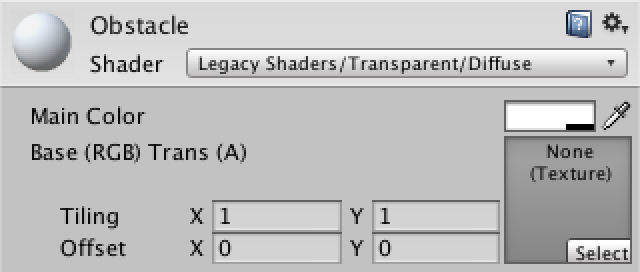 Obstacle
Shader Legacy Shaders/Transparent/Diffuse
Main Color
Base (RGB) Trans (A)
None
(Texture)
Tiling X 1 Y 1
Offset X 0 Y 0
Select